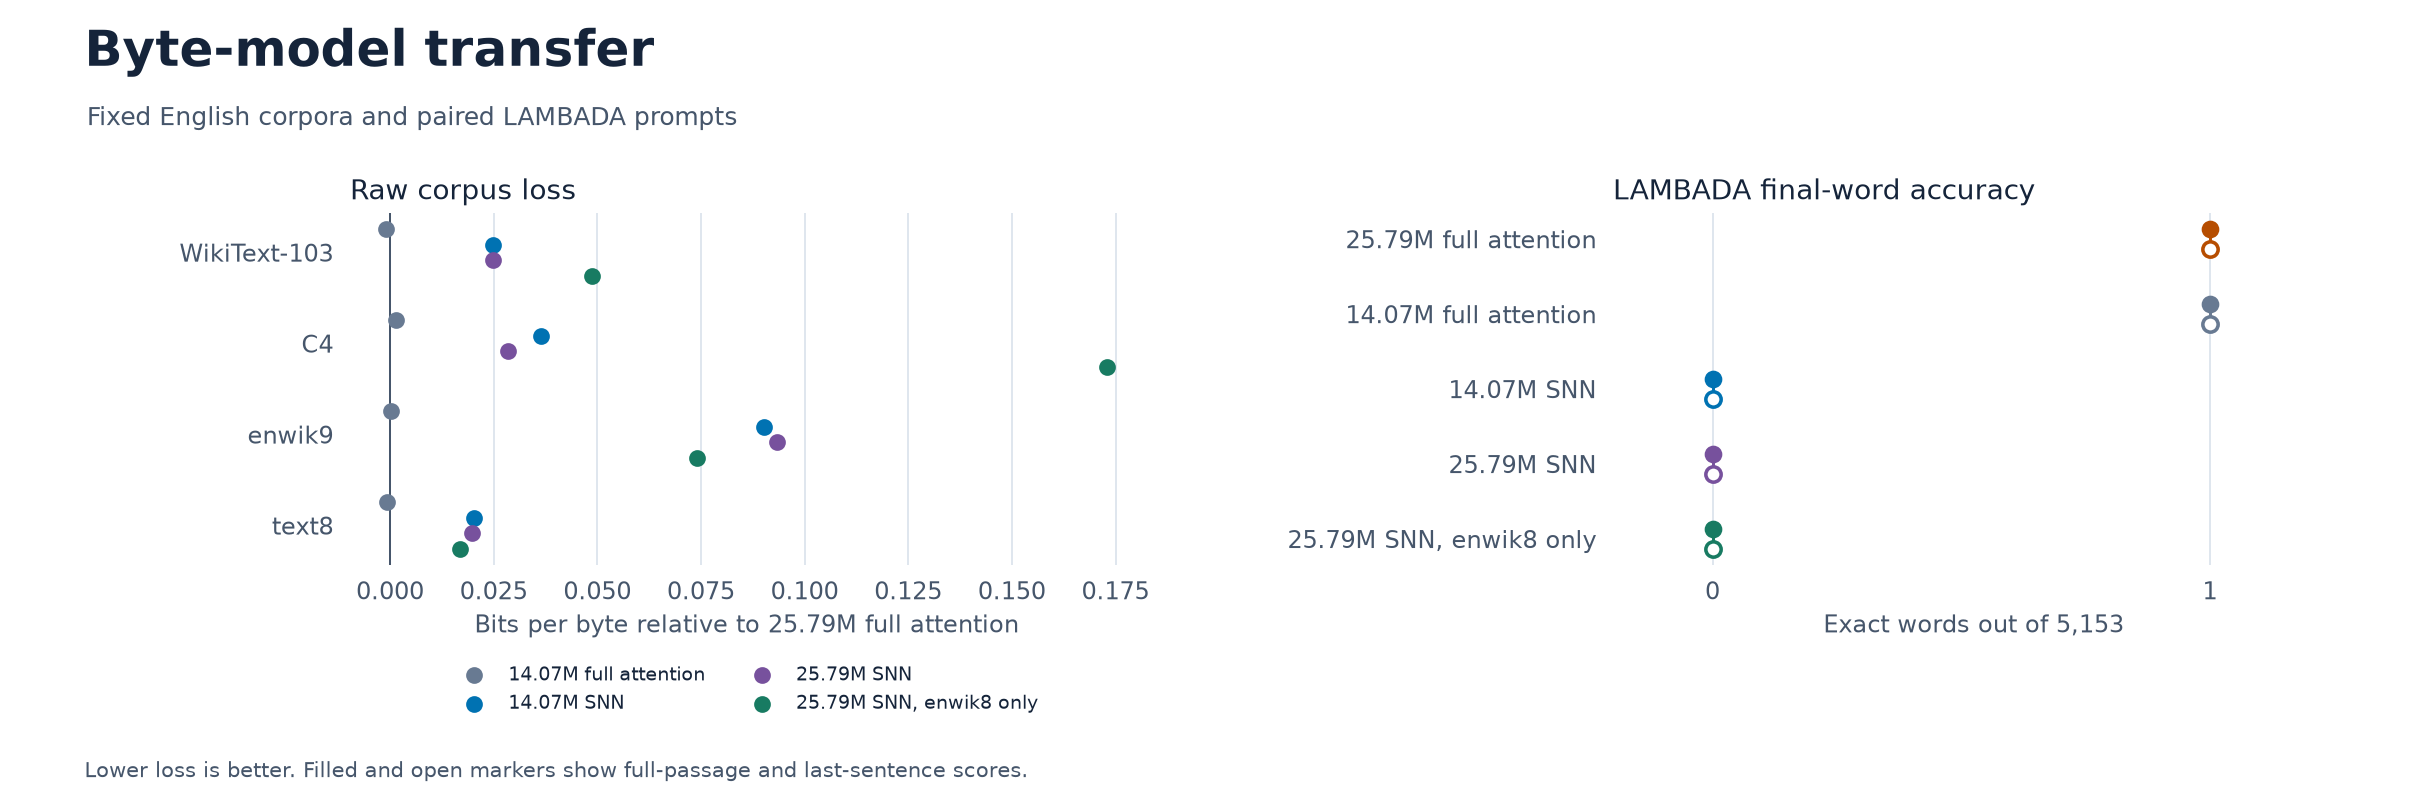 Byte-model transfer
Fixed English corpora and paired LAMBADA prompts
Raw corpus loss
WikiText-103
C4
enwik9
text8
0.000 0.025 0.050 0.075 0.100 0.125 0.150 0.175
Bits per byte relative to 25.79M full attention
14.07M full attention
14.07M SNN
25.79M SNN
25.79M SNN, enwik8 only
LAMBADA final-word accuracy
25.79M full attention
14.07M full attention
14.07M SNN
25.79M SNN
25.79M SNN, enwik8 only
0 1
Exact words out of 5,153
Lower loss is better. Filled and open markers show full-passage and last-sentence scores.